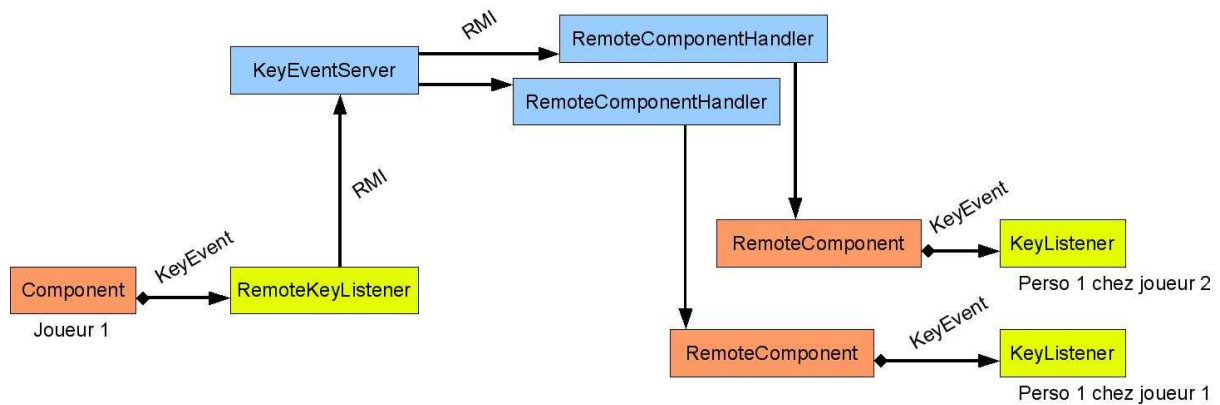 RMI
RemoteComponentHandler
KeyEventServer
RemoteComponentHandler
RMI
KeyEvent
KeyEvent
RemoteComponent
KeyListener
Component
RemoteKeyListener
Perso 1 chez joueur 2
Joueur 1
KeyEvent
RemoteComponent
KeyListener
Perso 1 chez joueur 1